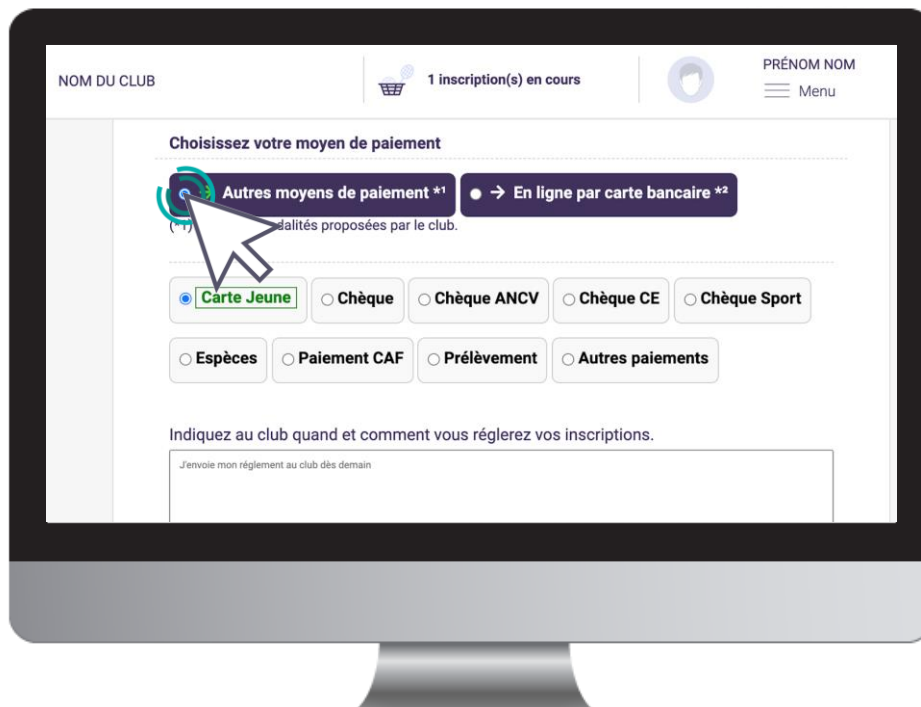 NOM DU CLUB
1 inscription(s) en cours
PRÉNOM NOM
Menu
Choisissez votre moyen de paiement
→ Autres moyens de paiement *¹
→ En ligne par carte bancaire *²
(*1) dalités proposées par le club.
Carte Jeune
Chèque
Chèque ANCV
Chèque CE
Chèque Sport
Espèces
Paiement CAF
Prélèvement
Autres paiements
Indiquez au club quand et comment vous réglerez vos inscriptions.
J'envoie mon réglement au club dès demain